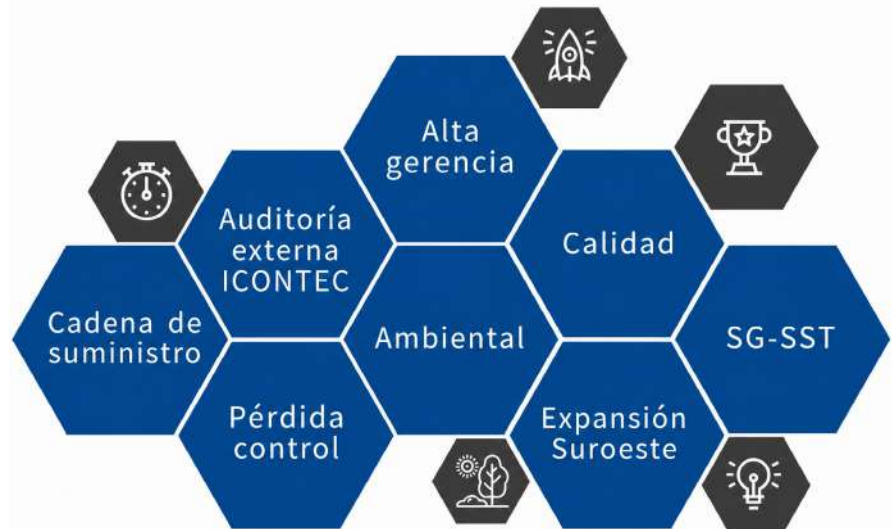 Alta
gerencia
Auditoría
externa
ICONTEC
Calidad
Cadena de
suministro
Ambiental
SG-SST
Pérdida
control
Expansión
Suroeste